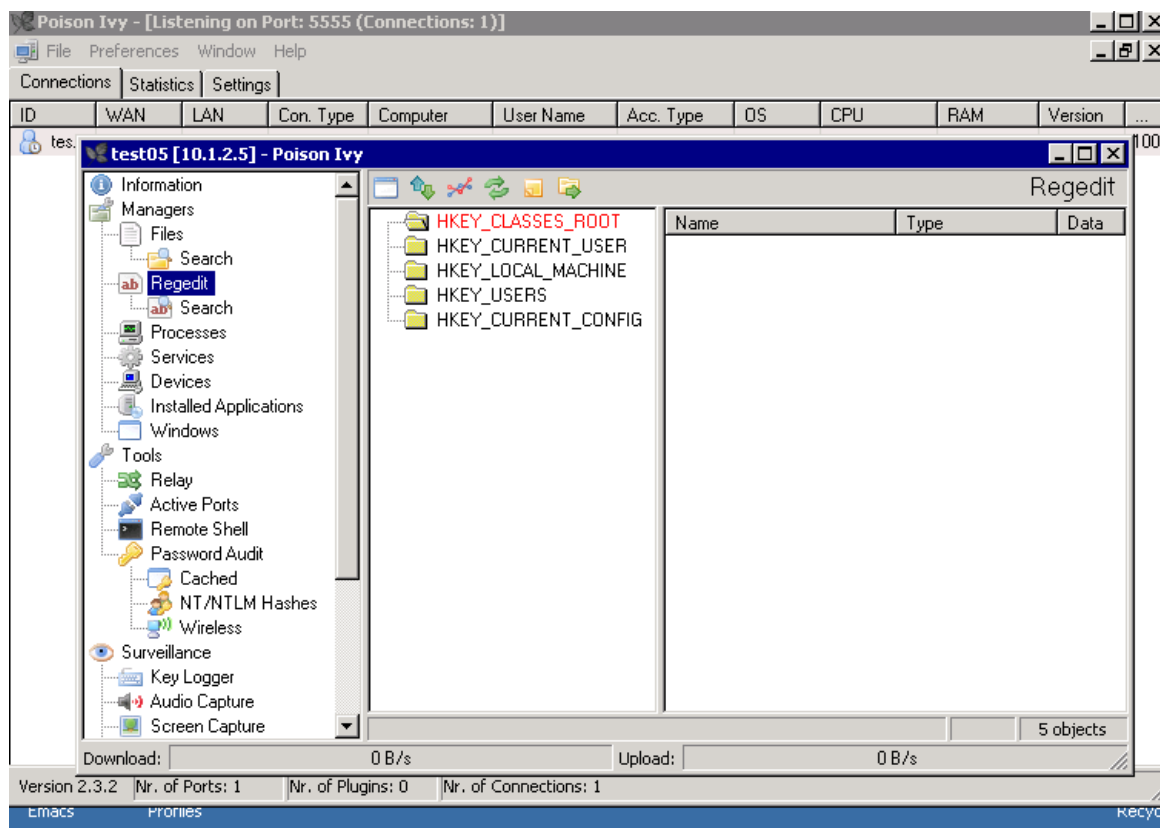 Poison Ivy - [Listening on Port: 5555 (Connections: 1)]
File Preferences Window Help
Connections Statistics Settings
ID WAN LAN Con. Type Computer User Name Acc. Type OS CPU RAM Version ...
tes. 100
test05 [10.1.2.5] - Poison Ivy
Information
Managers
Files
Search
Regedit
Search
Processes
Services
Devices
Installed Applications
Windows
Tools
Relay
Active Ports
Remote Shell
Password Audit
Cached
NT/NTLM Hashes
Wireless
Surveillance
Key Logger
Audio Capture
Screen Capture
Regedit
HKEY_CLASSES_ROOT
HKEY_CURRENT_USER
HKEY_LOCAL_MACHINE
HKEY_USERS
HKEY_CURRENT_CONFIG
Name Type Data
5 objects
Download: 0 B/s Upload: 0 B/s
Version 2.3.2 Nr. of Ports: 1 Nr. of Plugins: 0 Nr. of Connections: 1
Emacs Profiles Recyc